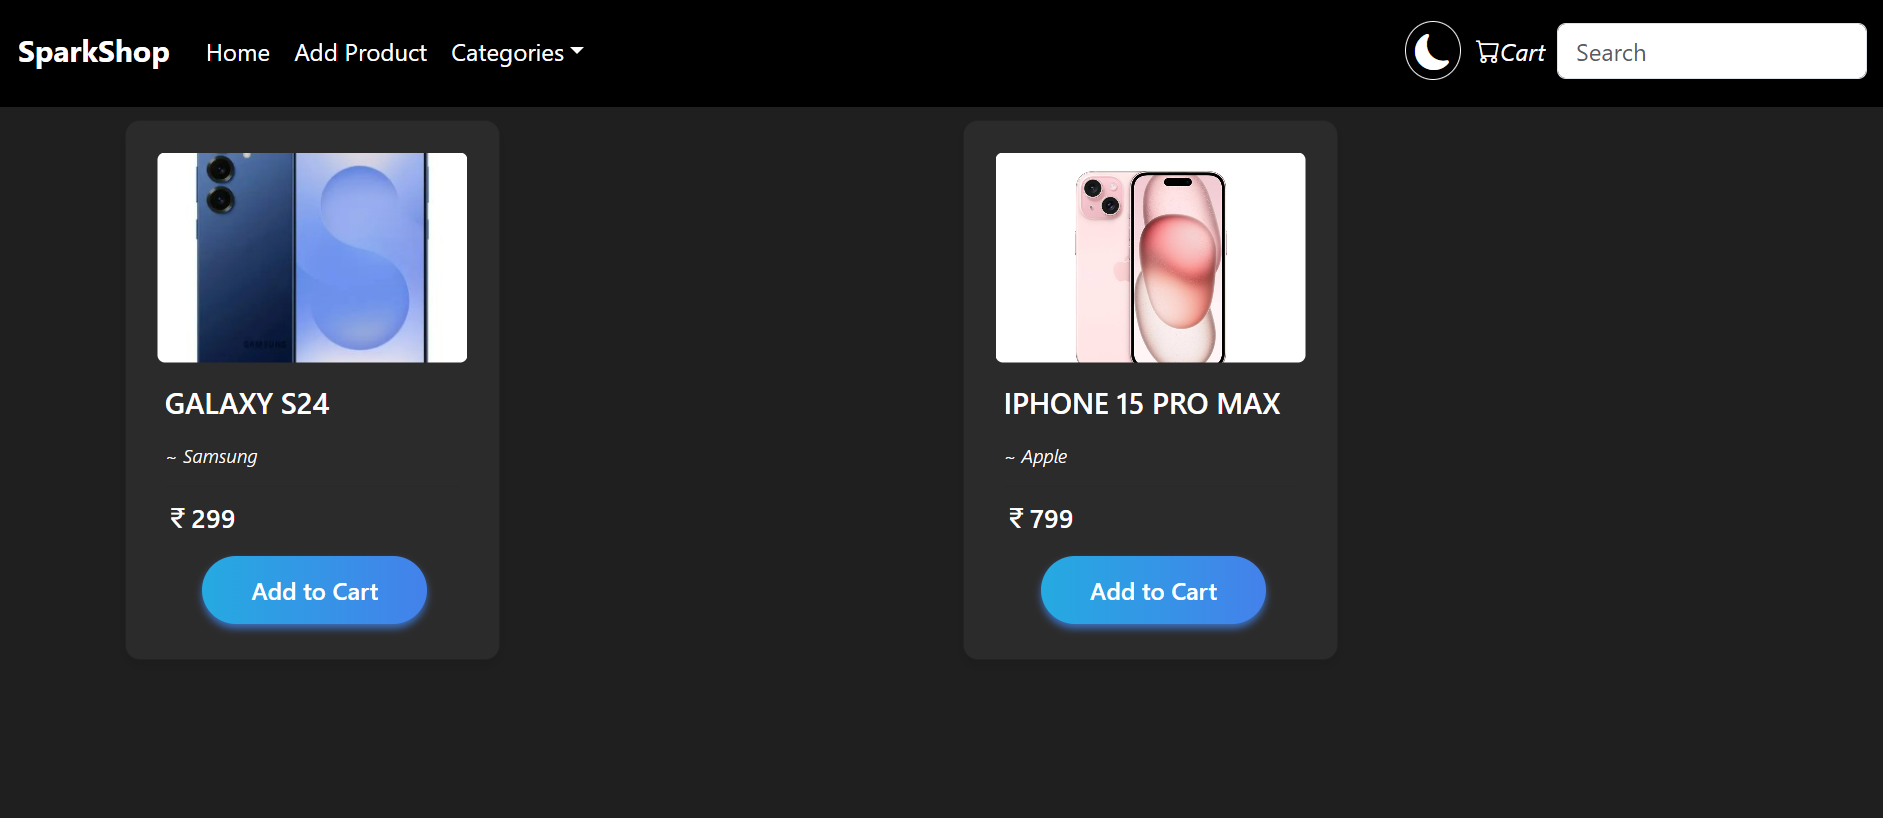 SparkShop Home Add Product Categories Cart Search
SAMSUNG
GALAXY S24
~ Samsung
₹ 299
Add to Cart
IPHONE 15 PRO MAX
~ Apple
₹ 799
Add to Cart